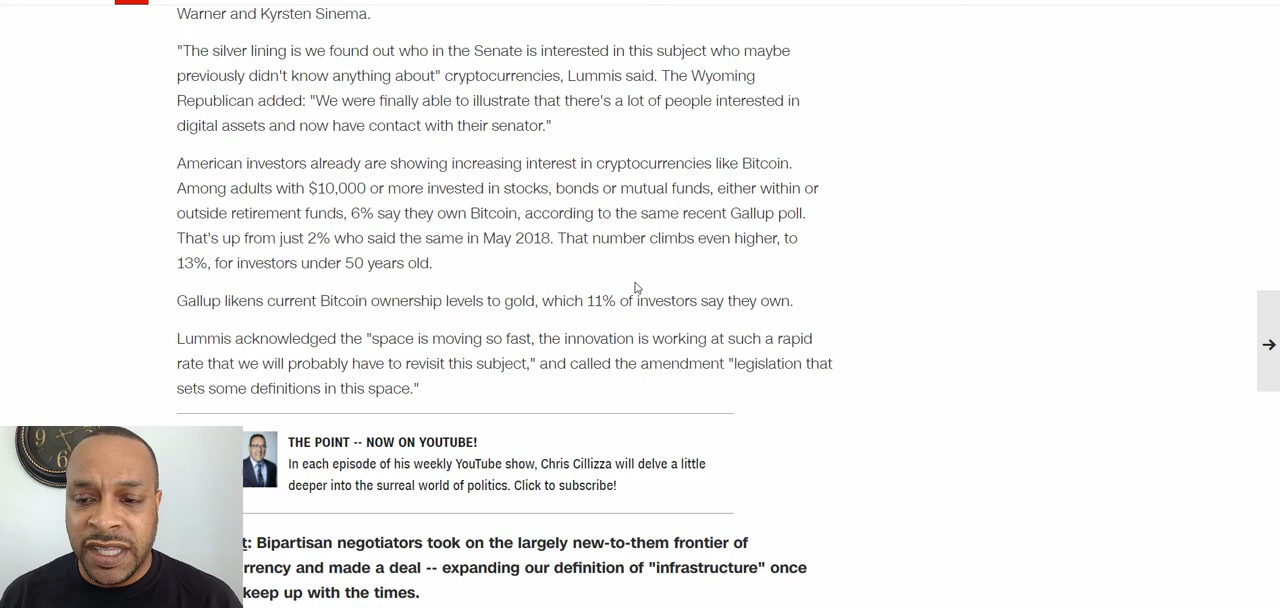 Warner and Kyrsten Sinema.
"The silver lining is we found out who in the Senate is interested in this subject who maybe
previously didn't know anything about" cryptocurrencies, Lummis said. The Wyoming
Republican added: "We were finally able to illustrate that there's a lot of people interested in
digital assets and now have contact with their senator."
American investors already are showing increasing interest in cryptocurrencies like Bitcoin.
Among adults with $10,000 or more invested in stocks, bonds or mutual funds, either within or
outside retirement funds, 6% say they own Bitcoin, according to the same recent Gallup poll.
That's up from just 2% who said the same in May 2018. That number climbs even higher, to
13%, for investors under 50 years old.
Gallup likens current Bitcoin ownership levels to gold, which 11% of investors say they own.
Lummis acknowledged the "space is moving so fast, the innovation is working at such a rapid
rate that we will probably have to revisit this subject," and called the amendment "legislation that
sets some definitions in this space."
THE POINT -- NOW ON YOUTUBE!
In each episode of his weekly YouTube show, Chris Cillizza will delve a little
deeper into the surreal world of politics. Click to subscribe!
t: Bipartisan negotiators took on the largely new-to-them frontier of
rrency and made a deal -- expanding our definition of "infrastructure" once
keep up with the times.
9
6